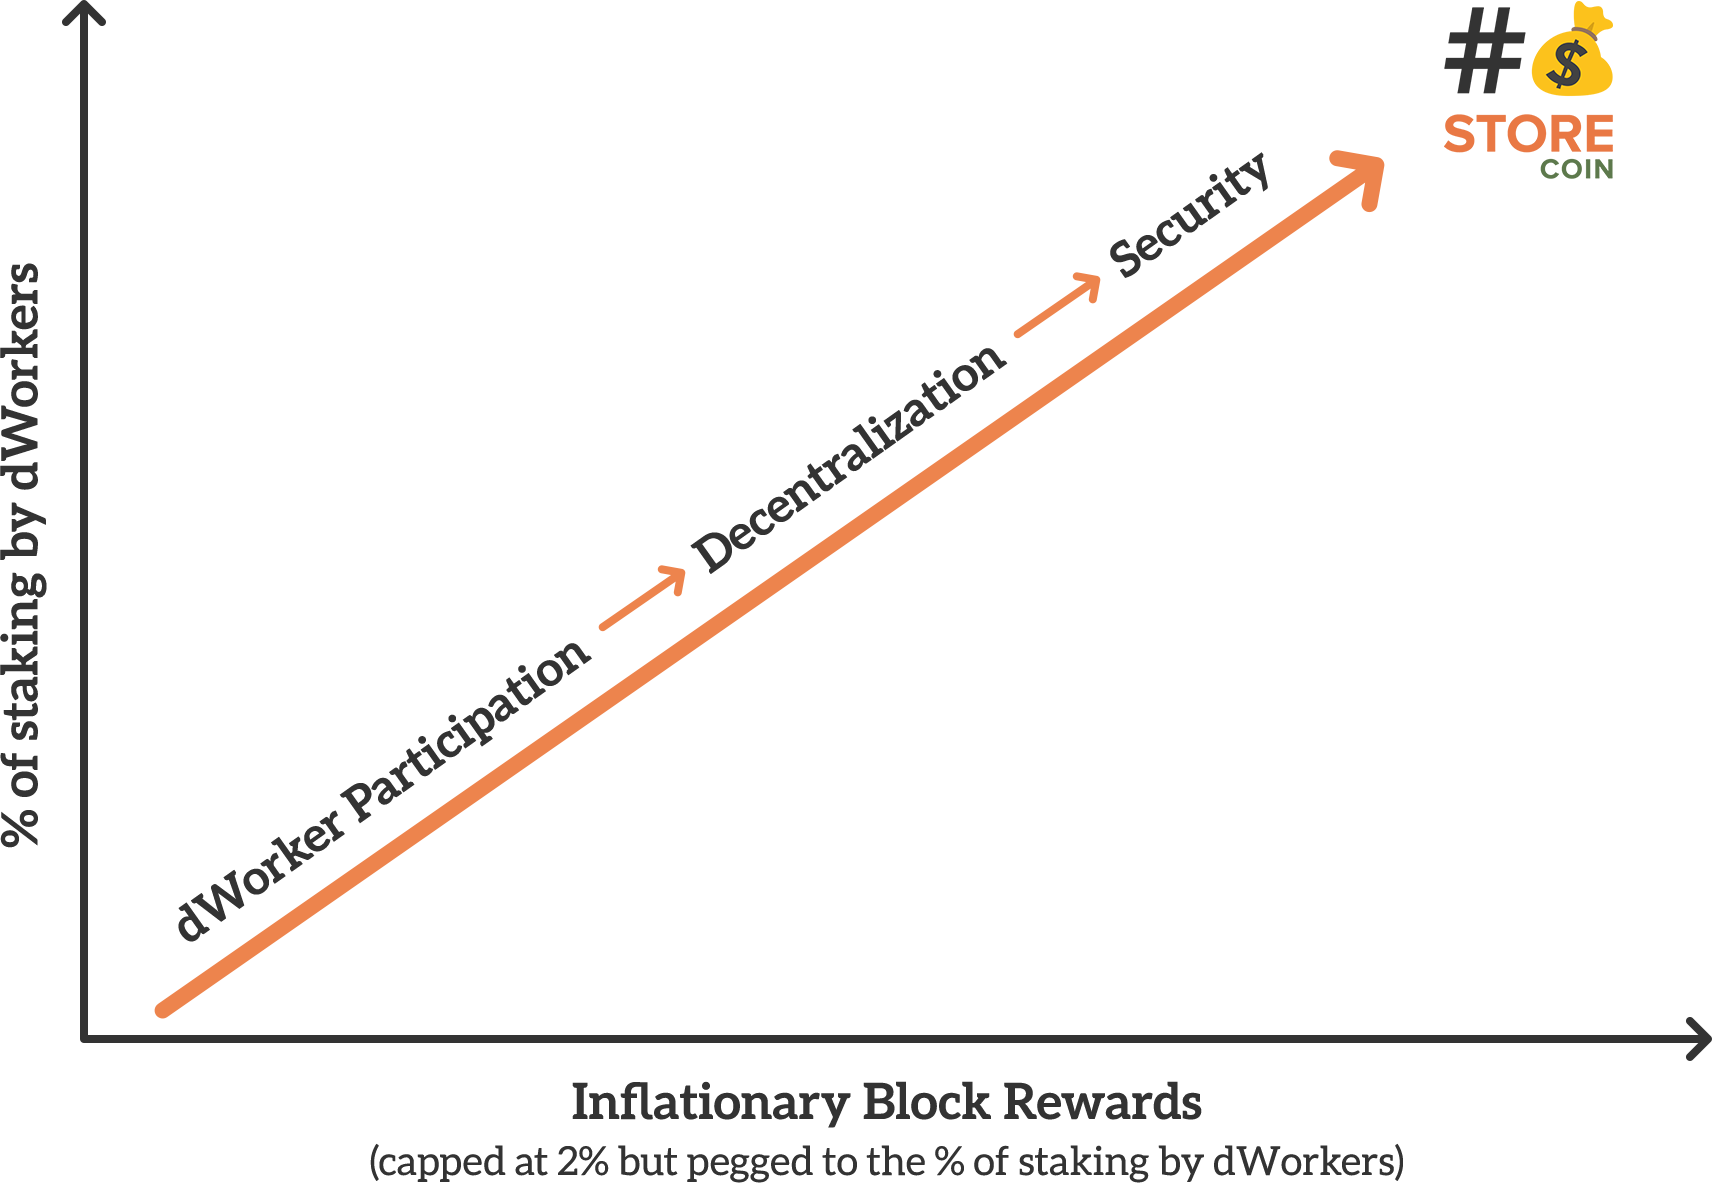 #$
STORE
COIN
% of staking by dWorkers
dWorker Participation
Decentralization
Security
Inflationary Block Rewards
(capped at 2% but pegged to the % of staking by dWorkers)